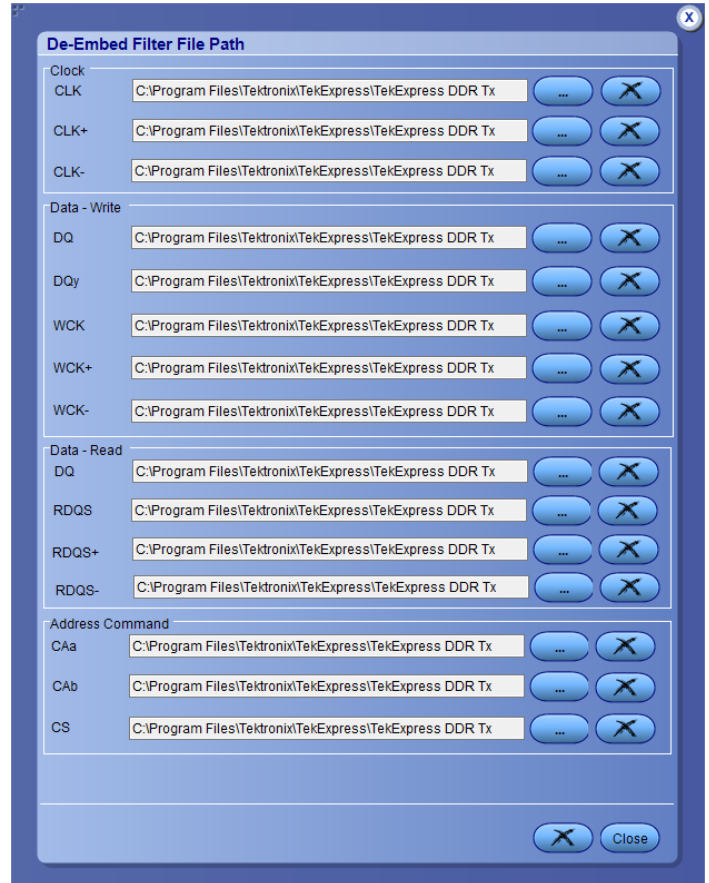 X
De-Embed Filter File Path
Clock
CLK C:\Program Files\Tektronix\TekExpress\TekExpress DDR Tx ...
CLK+ C:\Program Files\Tektronix\TekExpress\TekExpress DDR Tx ...
CLK- C:\Program Files\Tektronix\TekExpress\TekExpress DDR Tx ...
Data - Write
DQ C:\Program Files\Tektronix\TekExpress\TekExpress DDR Tx ...
DQy C:\Program Files\Tektronix\TekExpress\TekExpress DDR Tx ...
WCK C:\Program Files\Tektronix\TekExpress\TekExpress DDR Tx ...
WCK+ C:\Program Files\Tektronix\TekExpress\TekExpress DDR Tx ...
WCK- C:\Program Files\Tektronix\TekExpress\TekExpress DDR Tx ...
Data - Read
DQ C:\Program Files\Tektronix\TekExpress\TekExpress DDR Tx ...
RDQS C:\Program Files\Tektronix\TekExpress\TekExpress DDR Tx ...
RDQS+ C:\Program Files\Tektronix\TekExpress\TekExpress DDR Tx ...
RDQS- C:\Program Files\Tektronix\TekExpress\TekExpress DDR Tx ...
Address Command
CAa C:\Program Files\Tektronix\TekExpress\TekExpress DDR Tx ...
CAb C:\Program Files\Tektronix\TekExpress\TekExpress DDR Tx ...
CS C:\Program Files\Tektronix\TekExpress\TekExpress DDR Tx ...
Close